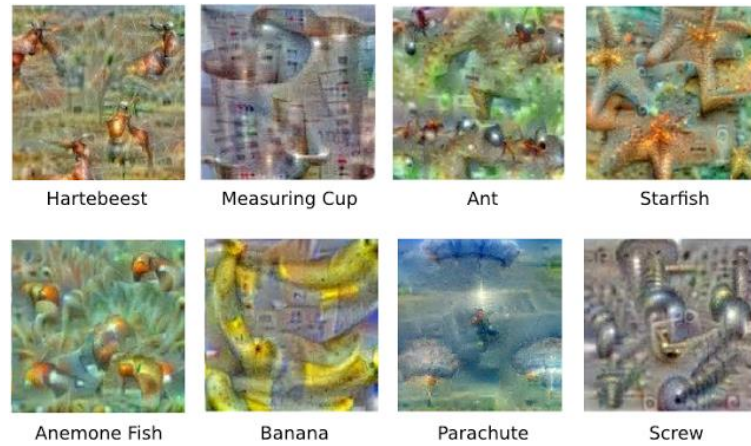 Hartebeest
Measuring Cup
Ant
Starfish
Anemone Fish
Banana
Parachute
Screw